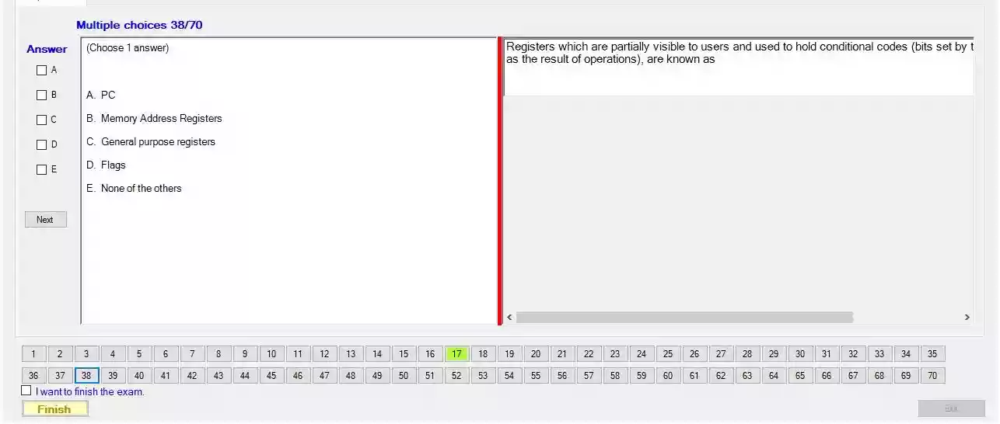 Multiple choices 38/70
Answer
A
B
C
D
E
Next
(Choose 1 answer)
A. PC
B. Memory Address Registers
C. General purpose registers
D. Flags
E. None of the others
Registers which are partially visible to users and used to hold conditional codes (bits set by t
as the result of operations), are known as
1 2 3 4 5 6 7 8 9 10 11 12 13 14 15 16 17 18 19 20 21 22 23 24 25 26 27 28 29 30 31 32 33 34 35
36 37 38 39 40 41 42 43 44 45 46 47 48 49 50 51 52 53 54 55 56 57 58 59 60 61 62 63 64 65 66 67 68 69 70
I want to finish the exam.
Finish
Exit